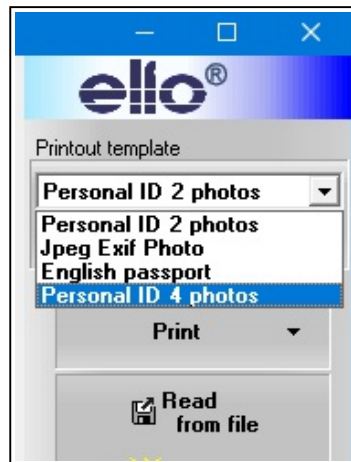 elfo®
Printout template
Personal ID 2 photos
Personal ID 2 photos
Jpeg Exif Photo
English passport
Personal ID 4 photos
Print
Read
from file